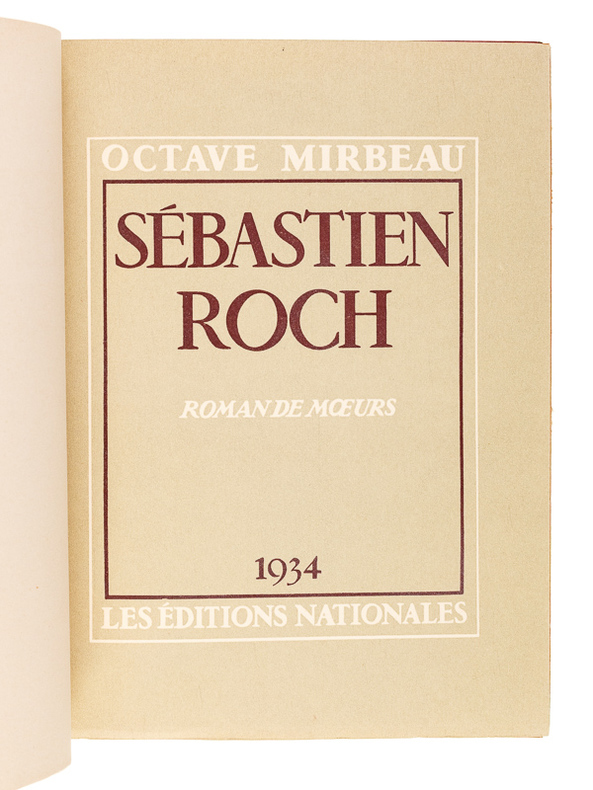 OCTAVE MIRBEAU
SÉBASTIEN
ROCH
ROMAN DE MŒURS
1934
LES ÉDITIONS NATIONALES